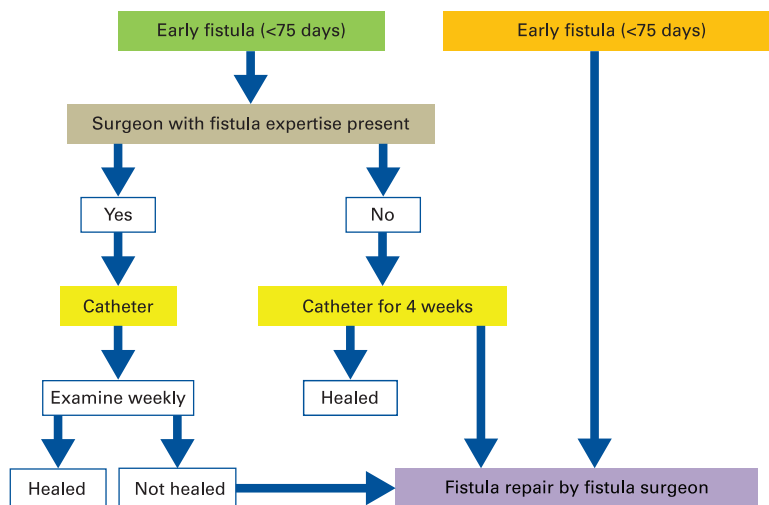 Early fistula (<75 days)
Early fistula (<75 days)
Surgeon with fistula expertise present
Yes
No
Catheter
Catheter for 4 weeks
Examine weekly
Healed
Healed
Not healed
Fistula repair by fistula surgeon